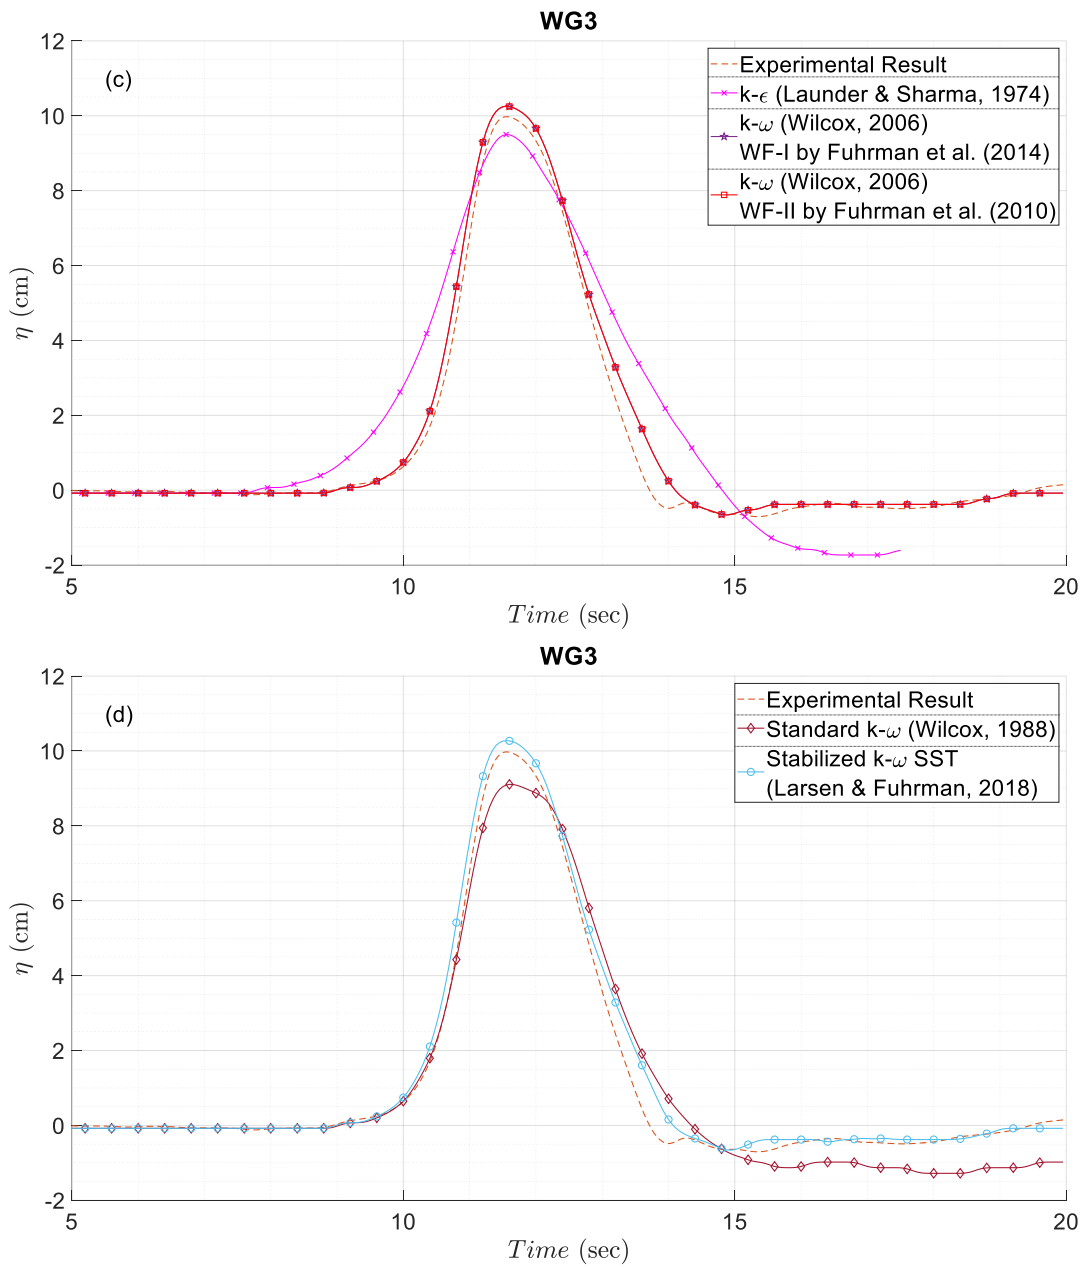 WG3
12
10
8
6
4
2
0
-2
(c)
Experimental Result
k-ϵ (Launder & Sharma, 1974)
k-ω (Wilcox, 2006)
WF-I by Fuhrman et al. (2014)
k-ω (Wilcox, 2006)
WF-II by Fuhrman et al. (2010)
η (cm)
5 10 15 20
Time (sec)
WG3
12
10
8
6
4
2
0
-2
(d)
Experimental Result
Standard k-ω (Wilcox, 1988)
Stabilized k-ω SST
(Larsen & Fuhrman, 2018)
η (cm)
5 10 15 20
Time (sec)